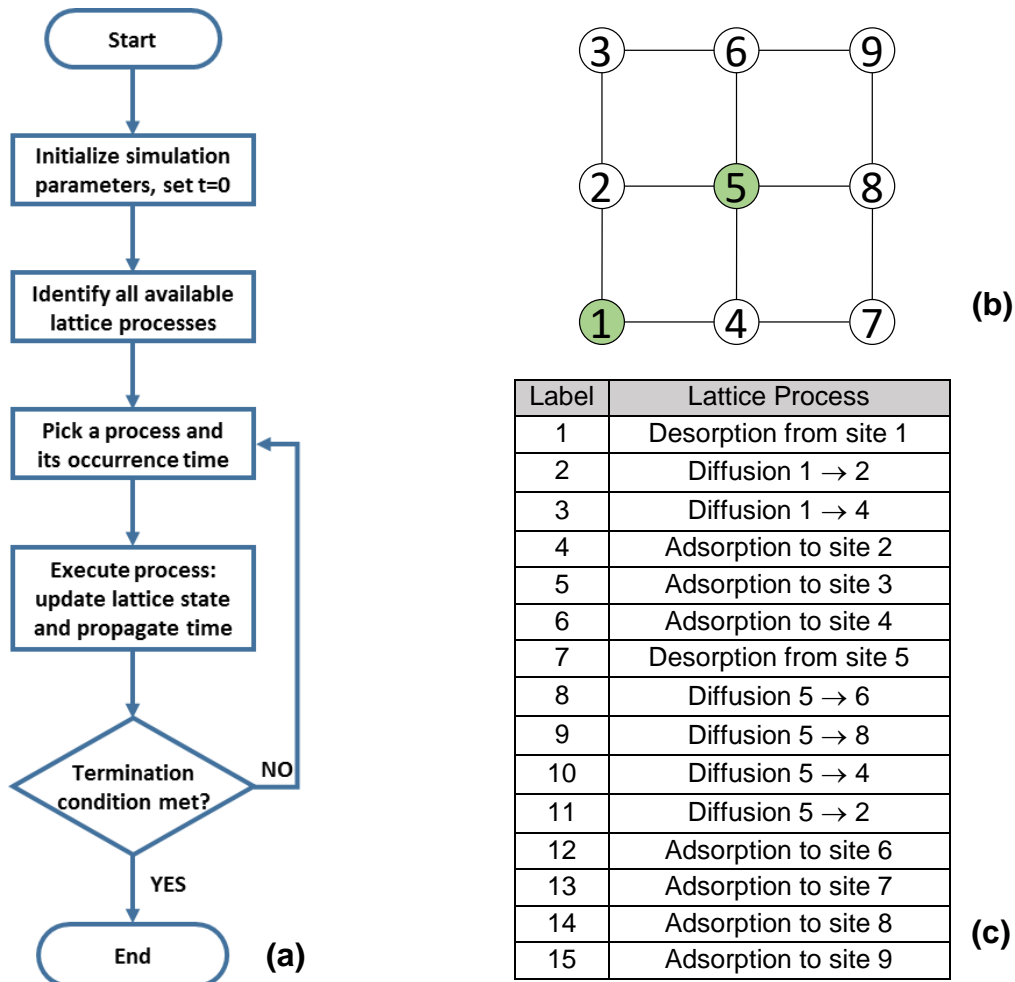 Start
Initialize simulation
parameters, set t=0
Identify all available
lattice processes
Pick a process and
its occurrence time
Execute process:
update lattice state
and propagate time
Termination
condition met?
NO
YES
End
(a)
3 6 9
2 5 8
1 4 7
(b)
Label Lattice Process
1 Desorption from site 1
2 Diffusion 1 → 2
3 Diffusion 1 → 4
4 Adsorption to site 2
5 Adsorption to site 3
6 Adsorption to site 4
7 Desorption from site 5
8 Diffusion 5 → 6
9 Diffusion 5 → 8
10 Diffusion 5 → 4
11 Diffusion 5 → 2
12 Adsorption to site 6
13 Adsorption to site 7
14 Adsorption to site 8
15 Adsorption to site 9
(c)